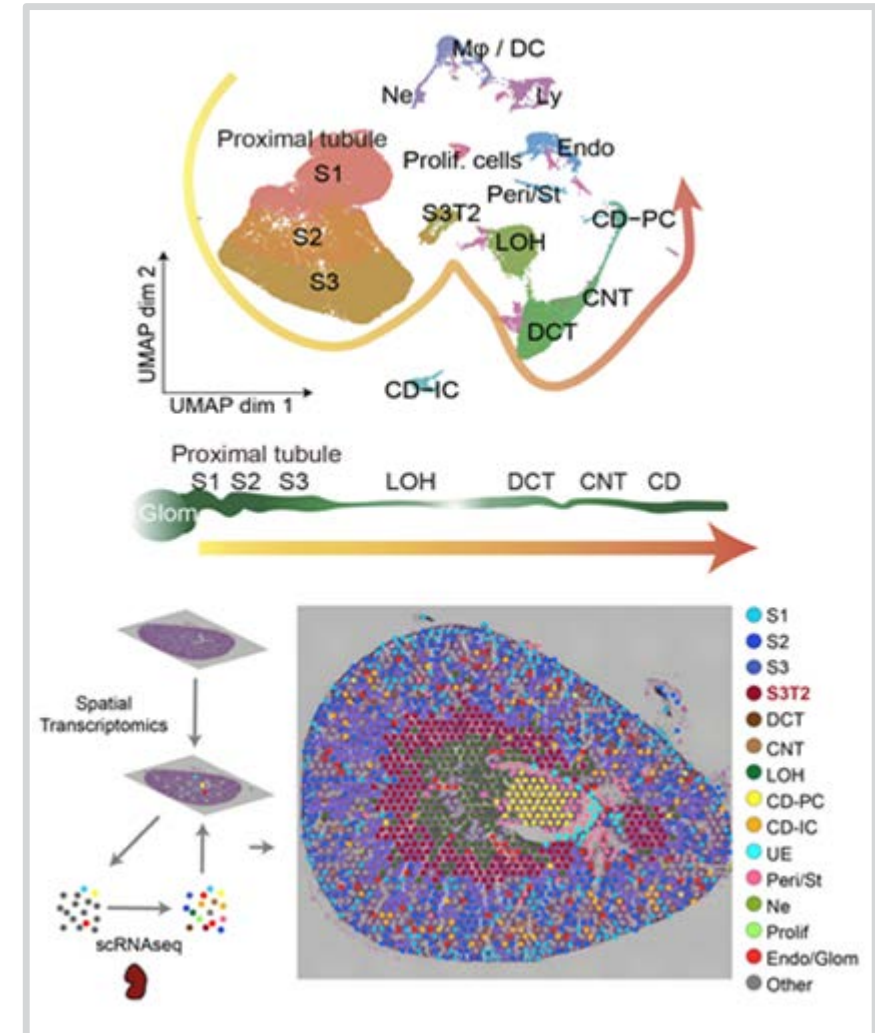 Mφ / DC
Ne
Ly
Proximal tubule
S1
Prolif. cells
Endo
Peri/St
S2
S3T2
CD-PC
LOH
S3
CNT
DCT
CD-IC
UMAP dim 2
UMAP dim 1
Proximal tubule
S1 S2 S3 LOH DCT CNT CD
Glom
Spatial
Transcriptomics
scRNAseq
S1
S2
S3
S3T2
DCT
CNT
LOH
CD-PC
CD-IC
UE
Peri/St
Ne
Prolif
Endo/Glom
Other